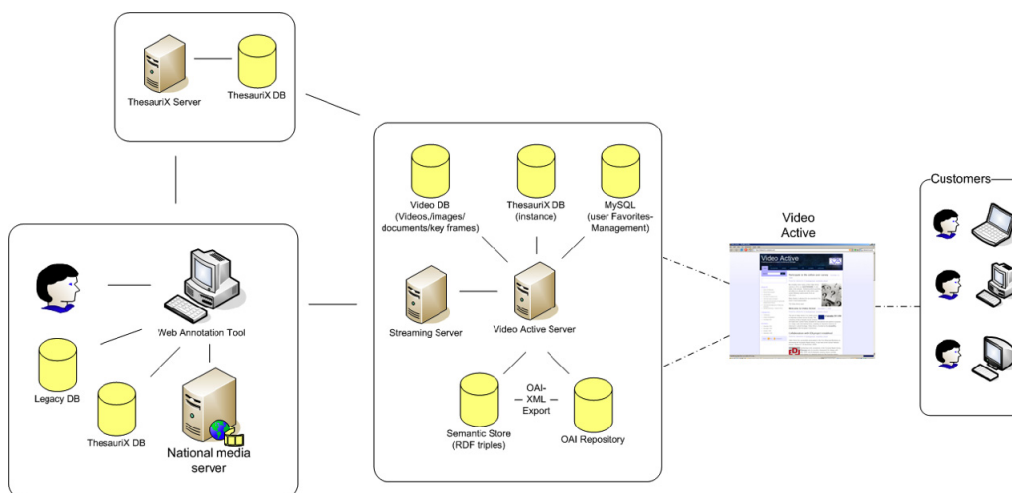 ThesauriX Server
ThesauriX DB
Video DB
(Videos,/images/
documents/key frames)
ThesauriX DB
(instance)
MySQL
(user Favorites-
Management)
Streaming Server
Video Active Server
Semantic Store
(RDF triples)
OAI-
XML
Export
OAI Repository
Web Annotation Tool
Legacy DB
ThesauriX DB
National media
server
Video
Active
Video Active
Customers